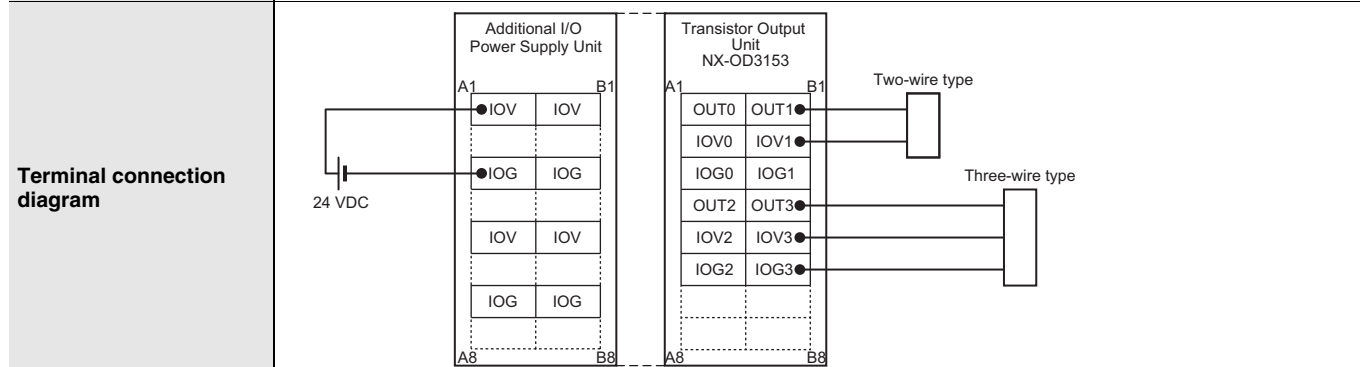 Terminal connection
diagram
Additional I/O
Power Supply Unit
A1 B1
IOV IOV
IOG IOG
IOV IOV
IOG IOG
A8 B8
24 VDC
Transistor Output
Unit
NX-OD3153
A1 B1
OUT0 OUT1
IOV0 IOV1
IOG0 IOG1
OUT2 OUT3
IOV2 IOV3
IOG2 IOG3
A8 B8
Two-wire type
Three-wire type